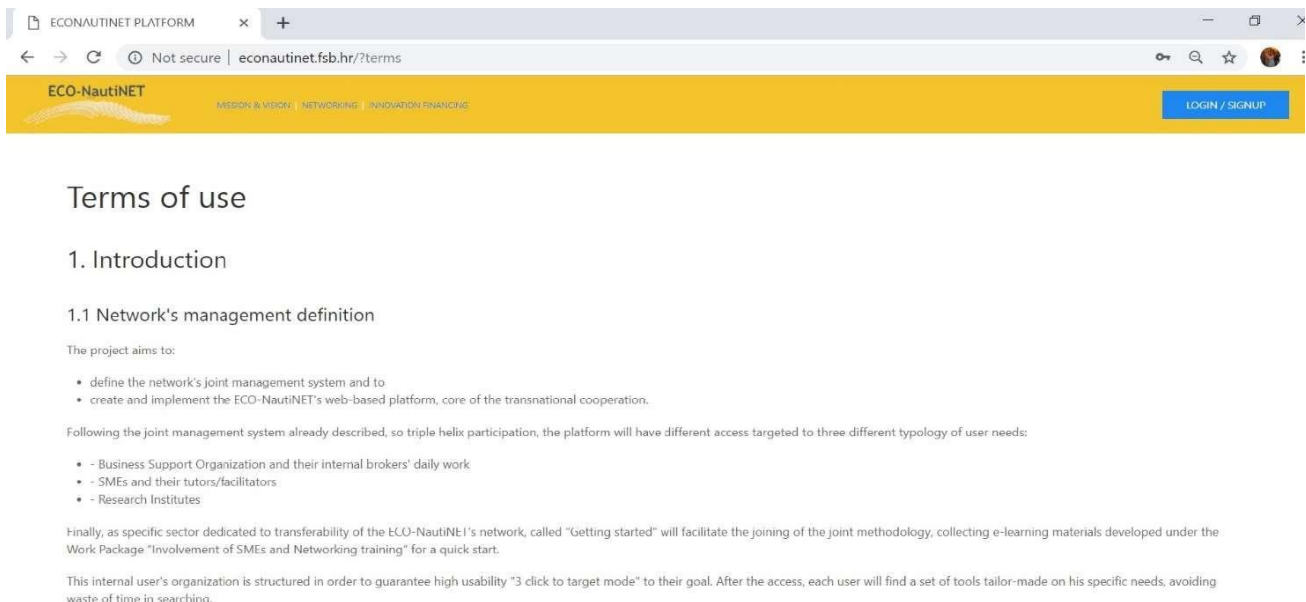 ECONAUTINET PLATFORM
Not secure | econautinet.fsb.hr/?terms
ECO-NautiNET
MISSION & VISION | NETWORKING | INNOVATION FINANCING
LOGIN / SIGNUP
Terms of use
1. Introduction
1.1 Network's management definition
The project aims to:
• define the network's joint management system and to
• create and implement the ECO-NautiNET's web-based platform, core of the transnational cooperation.
Following the joint management system already described, so triple helix participation, the platform will have different access targeted to three different typology of user needs:
• - Business Support Organization and their internal brokers' daily work
• - SMEs and their tutors/facilitators
• - Research Institutes
Finally, as specific sector dedicated to transferability of the ECO-NautiNET's network, called "Getting started" will facilitate the joining of the joint methodology, collecting e-learning materials developed under the
Work Package "Involvement of SMEs and Networking training" for a quick start.
This internal user's organization is structured in order to guarantee high usability "3 click to target mode" to their goal. After the access, each user will find a set of tools tailor-made on his specific needs, avoiding
waste of time in searching.